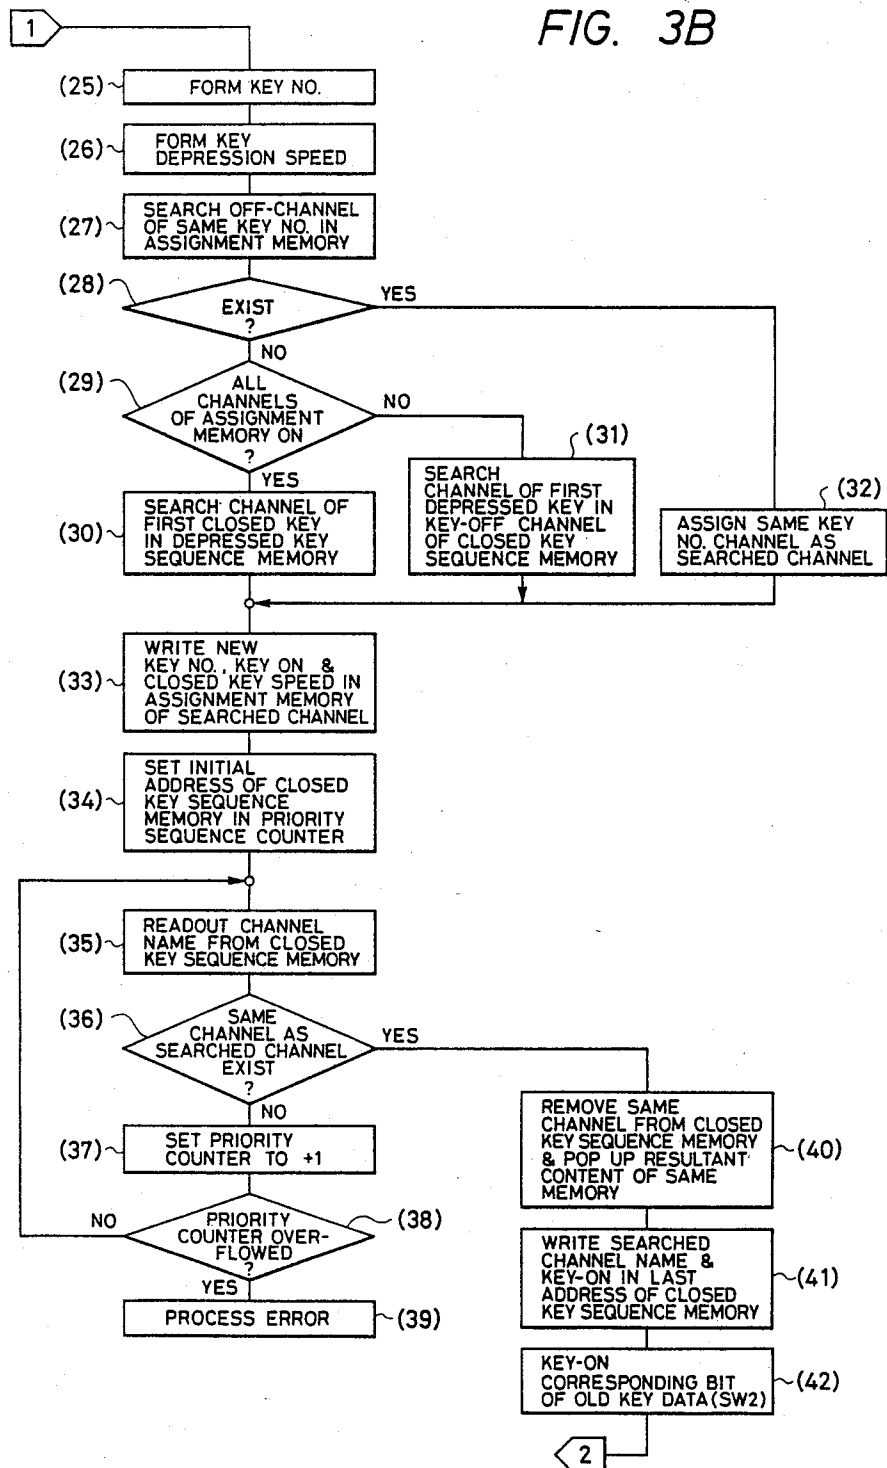 1
FIG. 3B
(25)
FORM KEY NO.
(26)
FORM KEY
DEPRESSION SPEED
(27)
SEARCH OFF-CHANNEL
OF SAME KEY NO. IN
ASSIGNMENT MEMORY
(28)
EXIST
?
YES
NO
(29)
ALL
CHANNELS
OF ASSIGNMENT
MEMORY ON
?
NO
YES
(30)
SEARCH CHANNEL OF
FIRST CLOSED KEY
IN DEPRESSED KEY
SEQUENCE MEMORY
(31)
SEARCH
CHANNEL OF FIRST
DEPRESSED KEY IN
KEY-OFF CHANNEL
OF CLOSED KEY
SEQUENCE MEMORY
(32)
ASSIGN SAME KEY
NO. CHANNEL AS
SEARCHED CHANNEL
(33)
WRITE NEW
KEY NO., KEY ON &
CLOSED KEY SPEED IN
ASSIGNMENT MEMORY
OF SEARCHED CHANNEL
(34)
SET INITIAL
ADDRESS OF CLOSED
KEY SEQUENCE
MEMORY IN PRIORITY
SEQUENCE COUNTER
(35)
READOUT CHANNEL
NAME FROM CLOSED
KEY SEQUENCE MEMORY
(36)
SAME
CHANNEL AS
SEARCHED CHANNEL
EXIST
?
YES
NO
(37)
SET PRIORITY
COUNTER TO +1
NO
PRIORITY
COUNTER OVER-
FLOWED
?
(38)
YES
PROCESS ERROR
(39)
REMOVE SAME
CHANNEL FROM CLOSED
KEY SEQUENCE MEMORY
& POP UP RESULTANT
CONTENT OF SAME
MEMORY
(40)
WRITE SEARCHED
CHANNEL NAME &
KEY-ON IN LAST
ADDRESS OF CLOSED
KEY SEQUENCE MEMORY
(41)
KEY-ON
CORRESPONDING BIT
OF OLD KEY DATA(SW2)
(42)
2